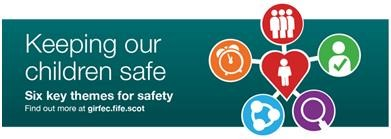 Keeping our
children safe
Six key themes for safety
Find out more at girfec.fife.scot